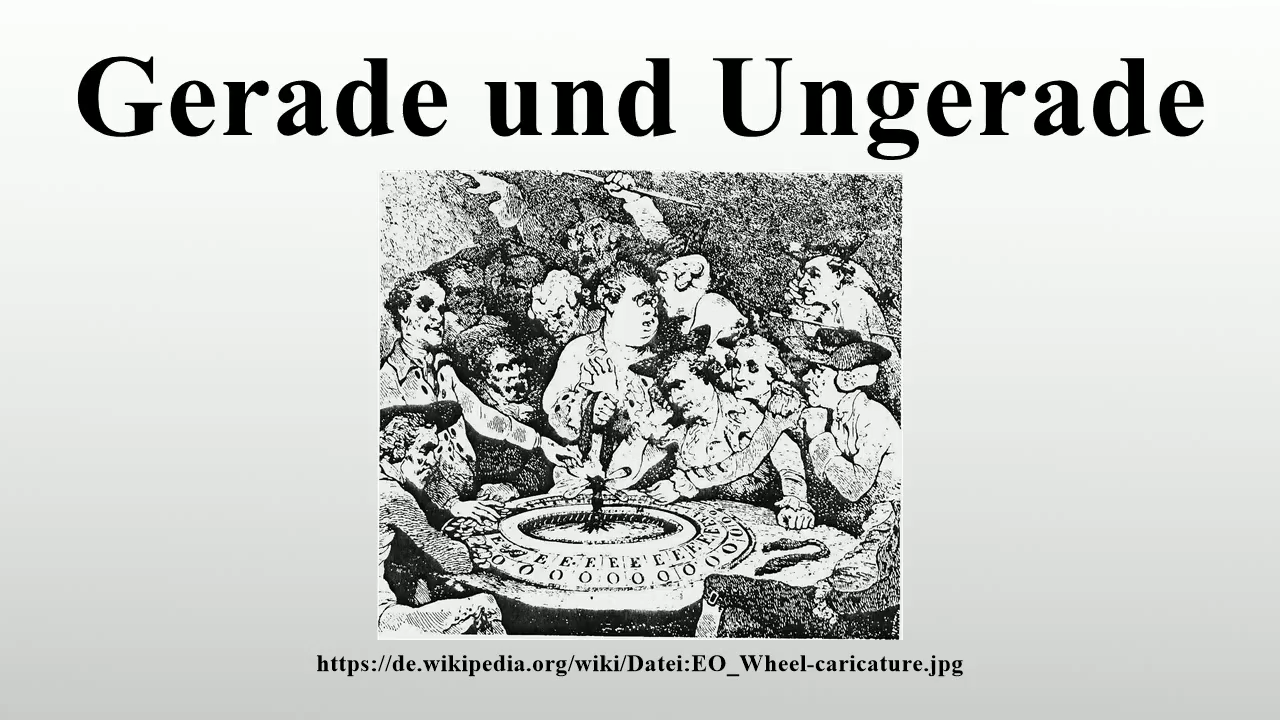 Gerade und Ungerade
E E E E E E E E E
O O O O O O O O O
https://de.wikipedia.org/wiki/Datei:EO_Wheel-caricature.jpg